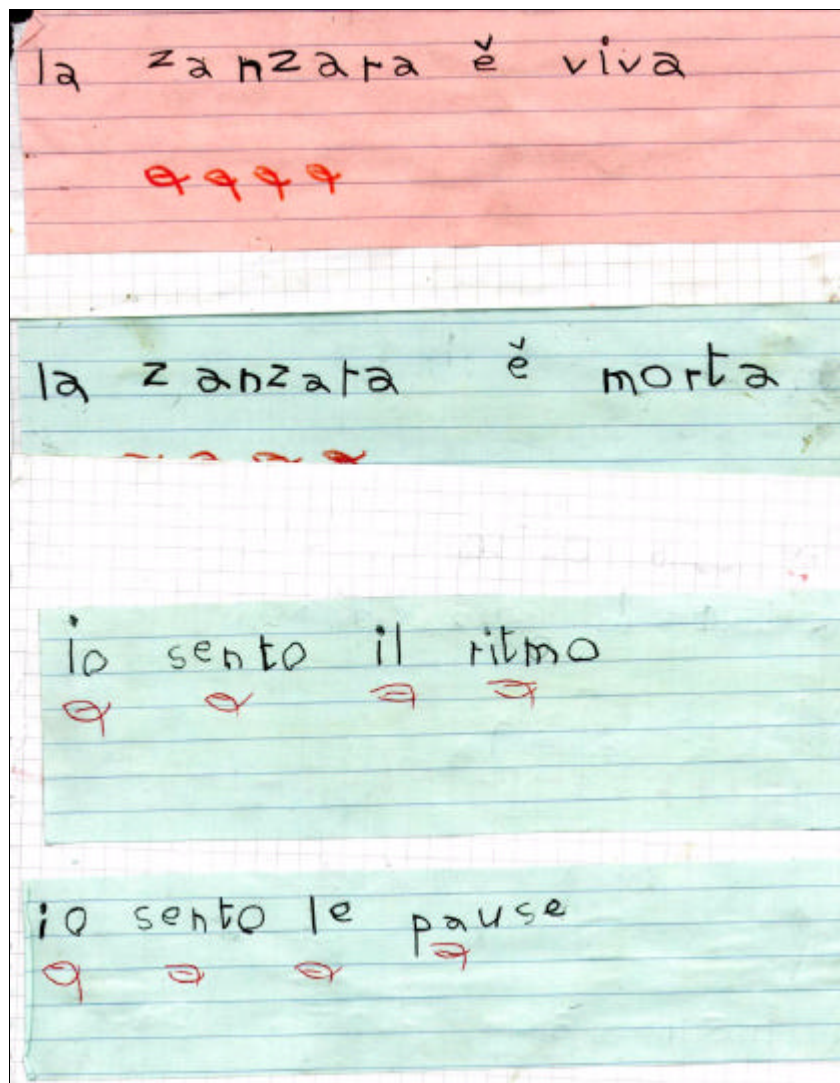 la zanzara è viva
la zanzara è morta
io sento il ritmo
io sento le pause